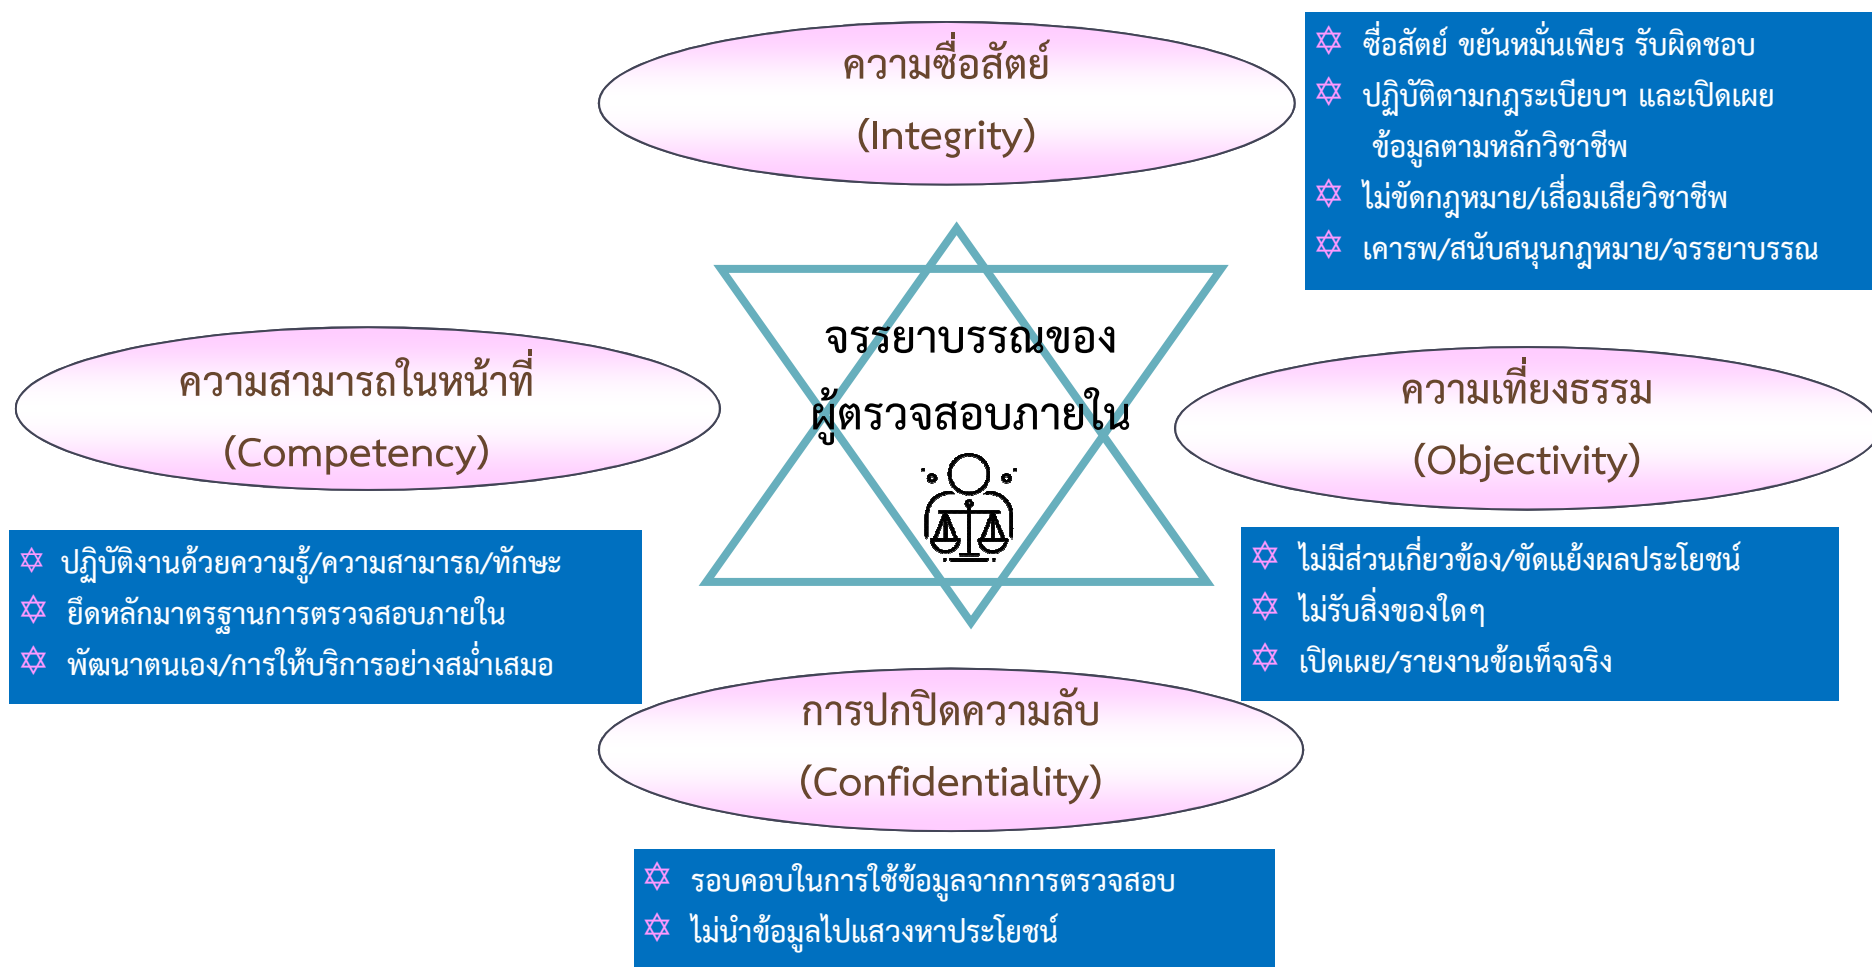 ความซื่อสัตย์
(Integrity)
ซื่อสัตย์ ขยันหมั่นเพียร รับผิดชอบ
ปฏิบัติตามกฎระเบียบฯ และเปิดเผย
ข้อมูลตามหลักวิชาชีพ
ไม่ขัดกฎหมาย/เสื่อมเสียวิชาชีพ
เคารพ/สนับสนุนกฎหมาย/จรรยาบรรณ
จรรยาบรรณของ
ผู้ตรวจสอบภายใน
ความสามารถในหน้าที่
(Competency)
ปฏิบัติงานด้วยความรู้/ความสามารถ/ทักษะ
ยึดหลักมาตรฐานการตรวจสอบภายใน
พัฒนาตนเอง/การให้บริการอย่างสม่ำเสมอ
ความเที่ยงธรรม
(Objectivity)
ไม่มีส่วนเกี่ยวข้อง/ขัดแย้งผลประโยชน์
ไม่รับสิ่งของใดๆ
เปิดเผย/รายงานข้อเท็จจริง
การปกปิดความลับ
(Confidentiality)
รอบคอบในการใช้ข้อมูลจากการตรวจสอบ
ไม่นำข้อมูลไปแสวงหาประโยชน์